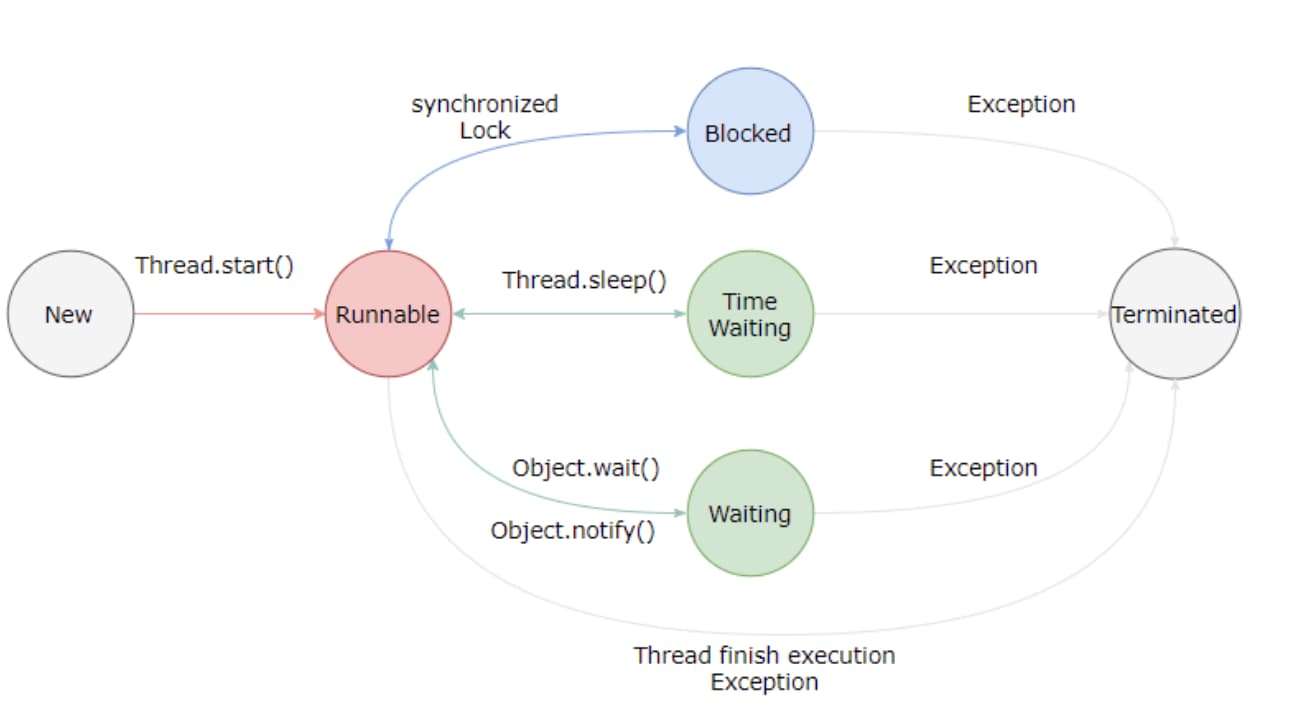 synchronized
Lock
Blocked
Exception
New
Thread.start()
Runnable
Thread.sleep()
Time
Waiting
Exception
Terminated
Object.wait()
Object.notify()
Waiting
Exception
Thread finish execution
Exception